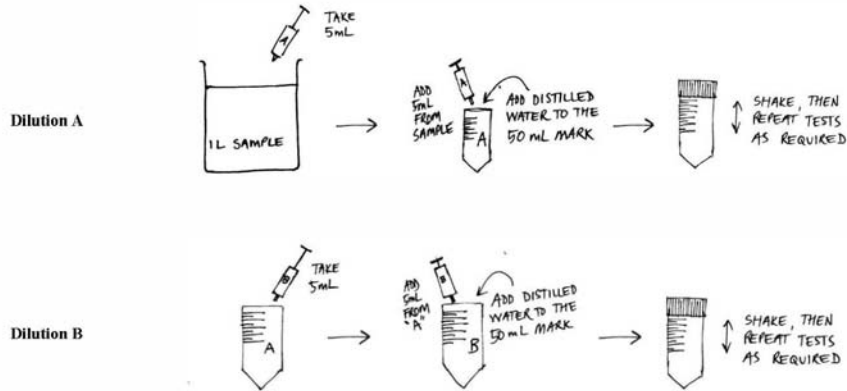 TAKE
5mL
A
Dilution A
1L SAMPLE
ADD
5mL
FROM
SAMPLE
A
ADD DISTILLED
WATER TO THE
50 mL MARK
A
SHAKE, THEN
REPEAT TESTS
AS REQUIRED
TAKE
5mL
B
Dilution B
A
ADD
5mL
FROM
"A"
B
ADD DISTILLED
WATER TO THE
50mL MARK
B
SHAKE, THEN
REPEAT TESTS
AS REQUIRED